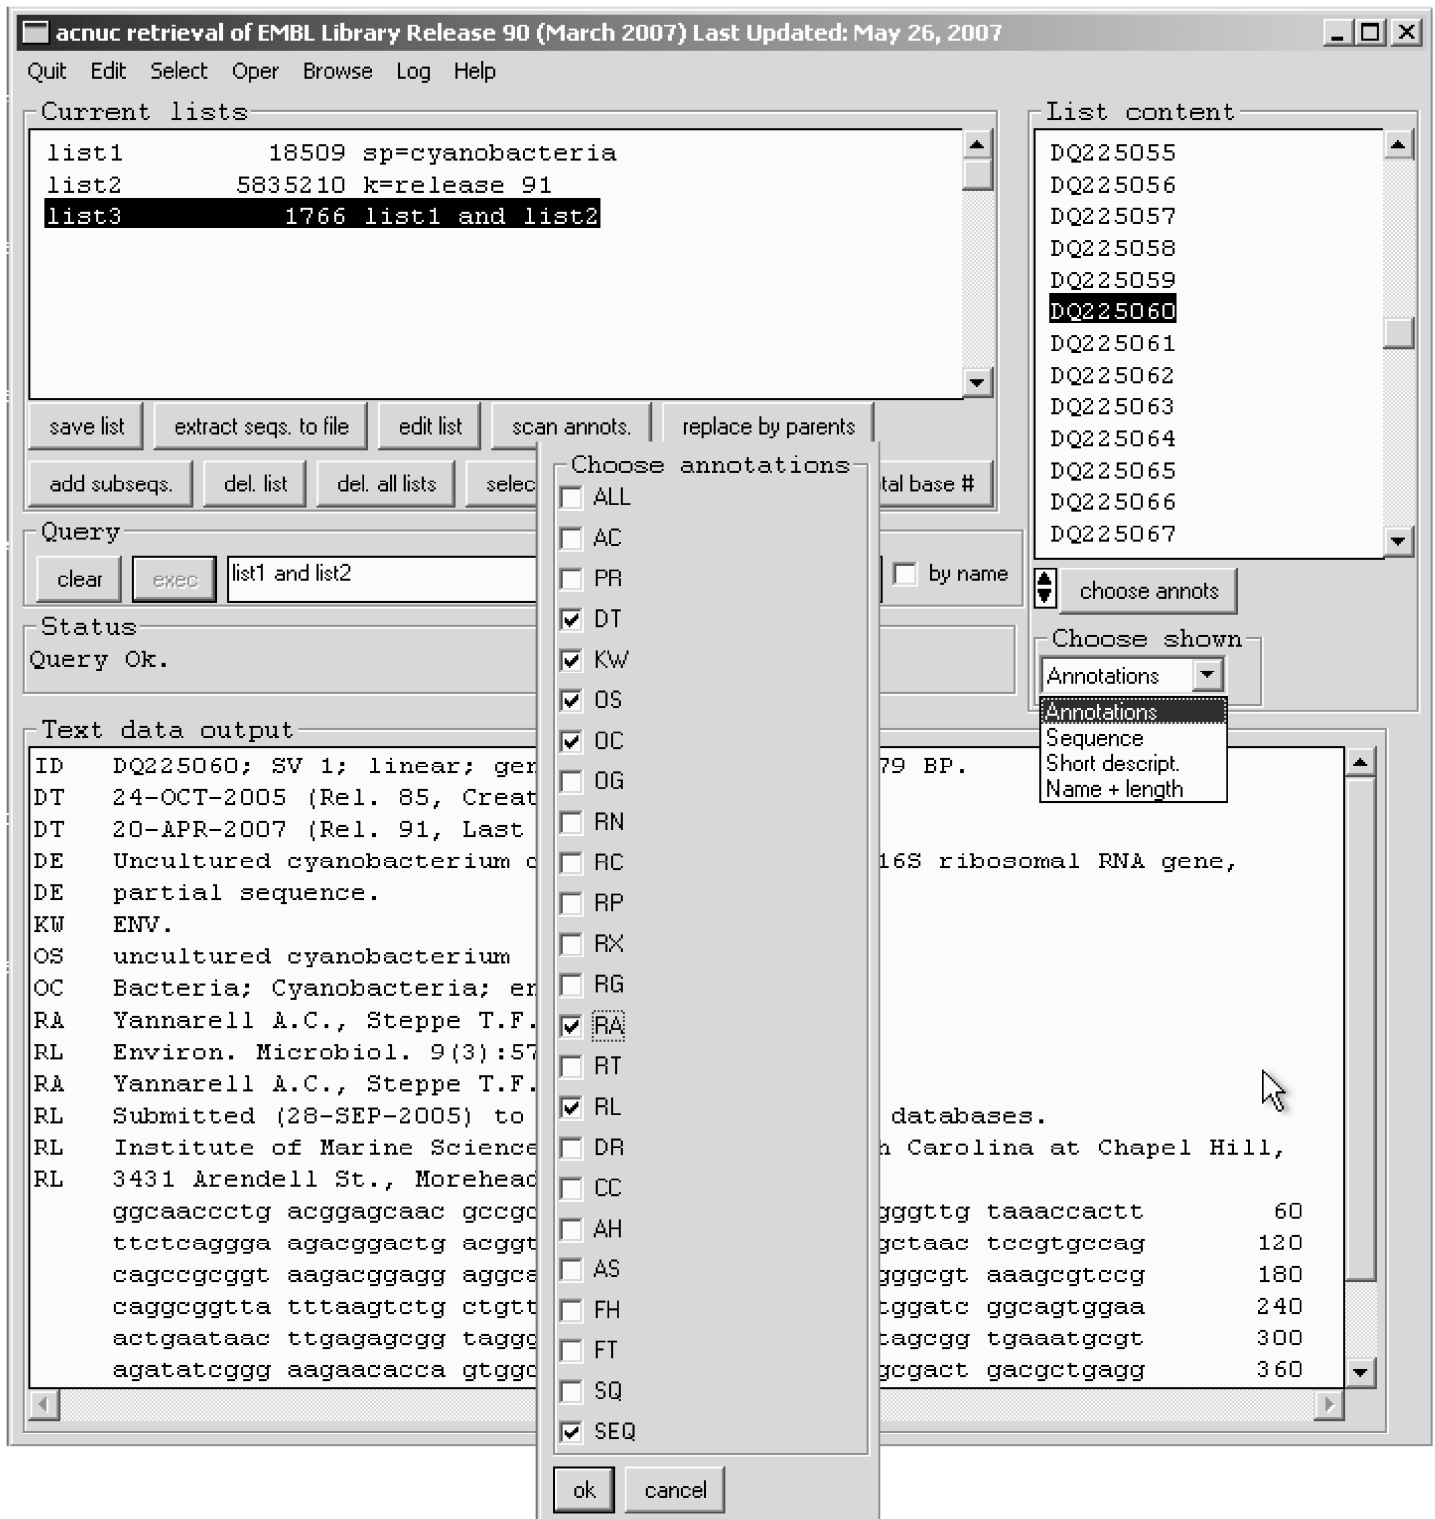 acnuc retrieval of EMBL Library Release 90 (March 2007) Last Updated: May 26, 2007
Quit Edit Select Oper Browse Log Help
Current lists
list1 18509 sp=cyanobacteria
list2 5835210 k=release 91
list3 1766 list1 and list2
save list extract seqs. to file edit list scan annots. replace by parents
add subseqs. del. list del. all lists selec tal base #
Query
clear exec list1 and list2 by name
Status
Query Ok.
List content
DQ225055
DQ225056
DQ225057
DQ225058
DQ225059
DQ225060
DQ225061
DQ225062
DQ225063
DQ225064
DQ225065
DQ225066
DQ225067
choose annots
Choose shown
Annotations
Annotations
Sequence
Short descript.
Name + length
Choose annotations
ALL
AC
PR
DT
KW
OS
OC
OG
RN
RC
RP
RX
RG
RA
RT
RL
DR
CC
AH
AS
FH
FT
SQ
SEQ
ok cancel
Text data output
ID DQ225060; SV 1; linear; ger 79 BP.
DT 24-OCT-2005 (Rel. 85, Creat
DT 20-APR-2007 (Rel. 91, Last
DE Uncultured cyanobacterium 16S ribosomal RNA gene,
DE partial sequence.
KW ENV.
OS uncultured cyanobacterium
OC Bacteria; Cyanobacteria; er
RA Yannarell A.C., Steppe T.F.
RL Environ. Microbiol. 9(3):57
RA Yannarell A.C., Steppe T.F.
RL Submitted (28-SEP-2005) to databases.
RL Institute of Marine Science h Carolina at Chapel Hill,
RL 3431 Arendell St., Morehead
ggcaaccctg acggagcaac gccgc gggttg taaaccactt 60
ttctcaggga agacggactg acggt gctaac tccgtgccag 120
cagccgcggt aagacggagg aggca gggcgt aaagcgtccg 180
caggcggtta tttaagtctg ctgtt tggatc ggcagtggaa 240
actgaataac ttgagagcgg taggg tagcgg tgaaatgcgt 300
agatatcggg aagaacacca gtggc gcgact gacgctgagg 360